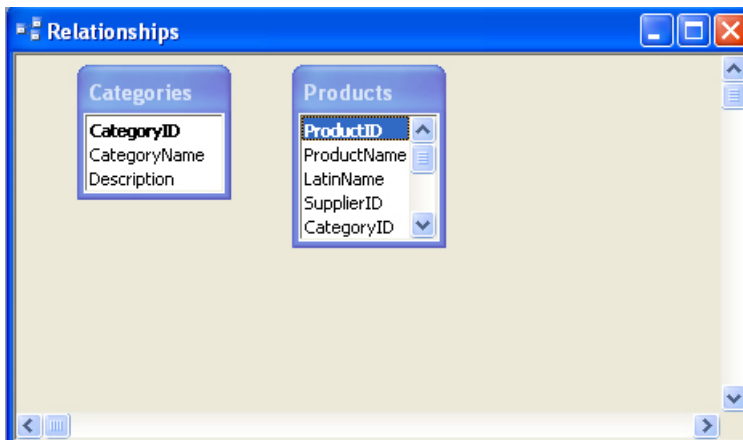 Relationships
Categories
CategoryID
CategoryName
Description
Products
ProductID
ProductName
LatinName
SupplierID
CategoryID